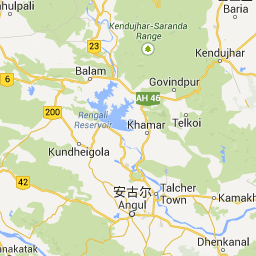 Baria
hulpali
Kendujhar-Saranda
Range
23
Kendujhar
6
Balam
Govindpur
AH 46
200
Rengali
Reservoir
Khamar
Telkoi
Kundheigola
42
安古尔
Angul
Talcher
Town
Kamakh
Dhenkanal
nakatak